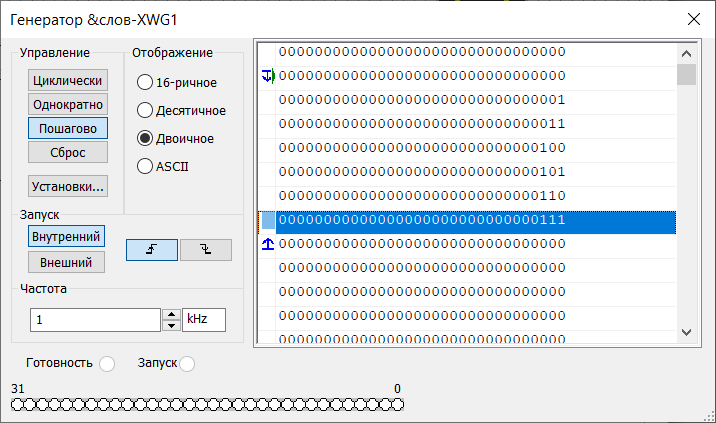 Генератор &слов-XWG1
Управление
Циклически
Однократно
Пошагово
Сброс
Установки...
Отображение
16-ричное
Десятичное
Двоичное
ASCII
Запуск
Внутренний
Внешний
Частота
1
kHz
Готовность
Запуск
31
0
00000000000000000000000000000000
00000000000000000000000000000000
00000000000000000000000000000001
00000000000000000000000000000011
00000000000000000000000000000100
00000000000000000000000000000101
00000000000000000000000000000110
00000000000000000000000000000111
00000000000000000000000000000000
00000000000000000000000000000000
00000000000000000000000000000000
00000000000000000000000000000000
00000000000000000000000000000000